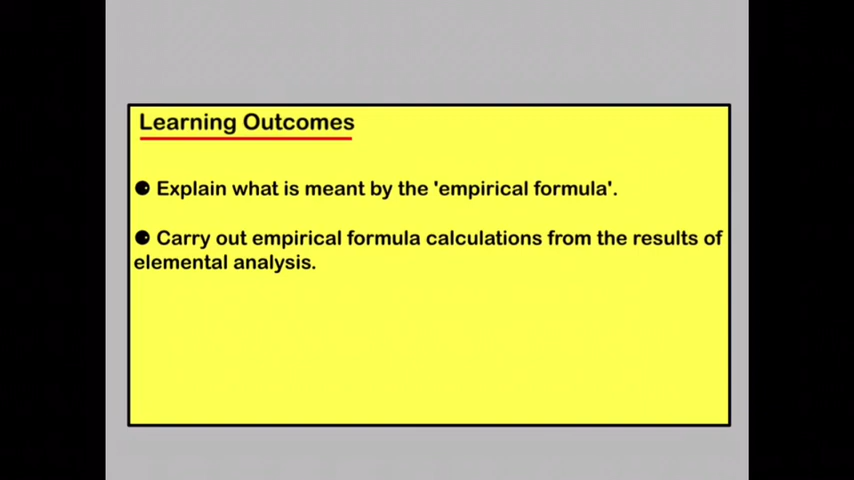 Learning Outcomes
● Explain what is meant by the 'empirical formula'.
● Carry out empirical formula calculations from the results of
elemental analysis.